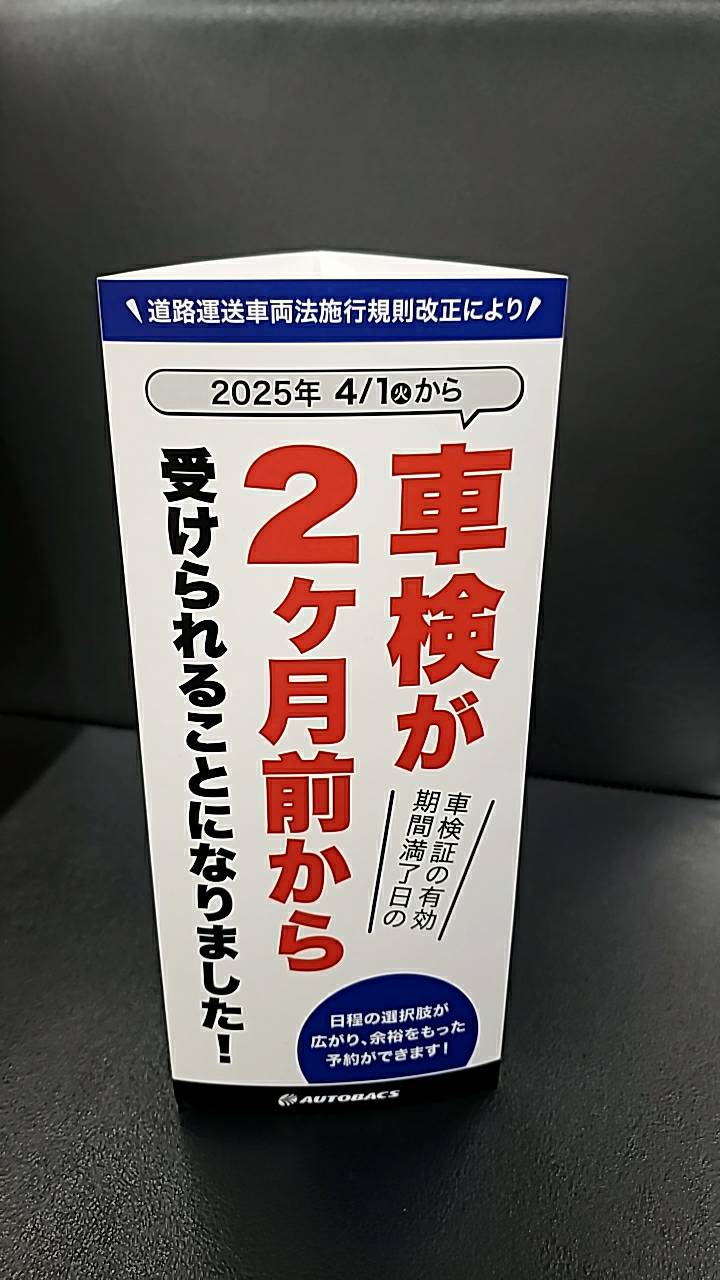 道路運送車両法施行規則改正により
2025年 4/1㊋から
車検が
車検証の有効
期間満了日の
2ヶ月前から
受けられることになりました!
日程の選択肢が
広がり、余裕をもった
予約ができます!
AUTOBACS